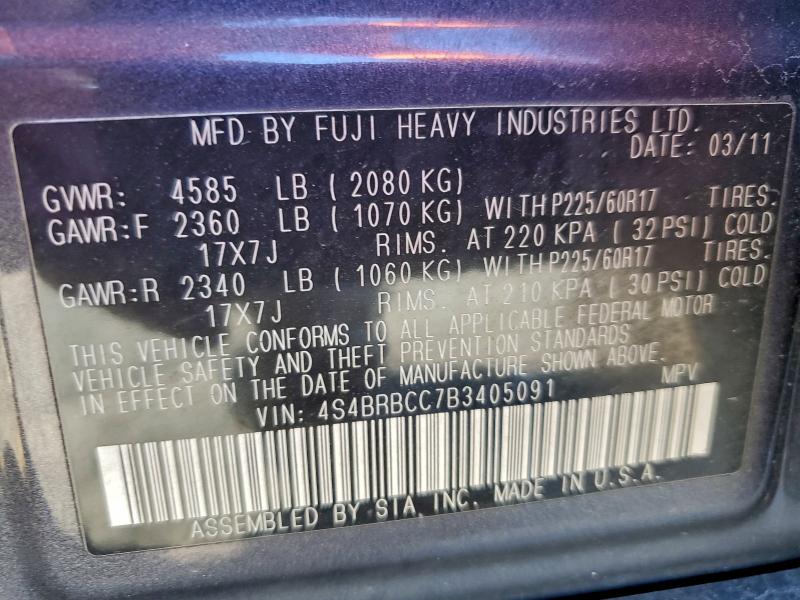 MFD BY FUJI HEAVY INDUSTRIES LTD.
DATE: 03/11
GVWR: 4585 LB ( 2080 KG)
GAWR:F 2360 LB ( 1070 KG) WITH P225/60R17 TIRES.
17X7J RIMS. AT 220 KPA ( 32 PSI) COLD
GAWR:R 2340 LB ( 1060 KG) WITH P225/60R17 TIRES.
17X7J RIMS. AT 210 KPA ( 30 PSI) COLD
THIS VEHICLE CONFORMS TO ALL APPLICABLE FEDERAL MOTOR
VEHICLE SAFETY AND THEFT PREVENTION STANDARDS
IN EFFECT ON THE DATE OF MANUFACTURE SHOWN ABOVE.
VIN: 4S4BRBCC7B3405091 MPV
ASSEMBLED BY SIA, INC. MADE IN U.S.A.